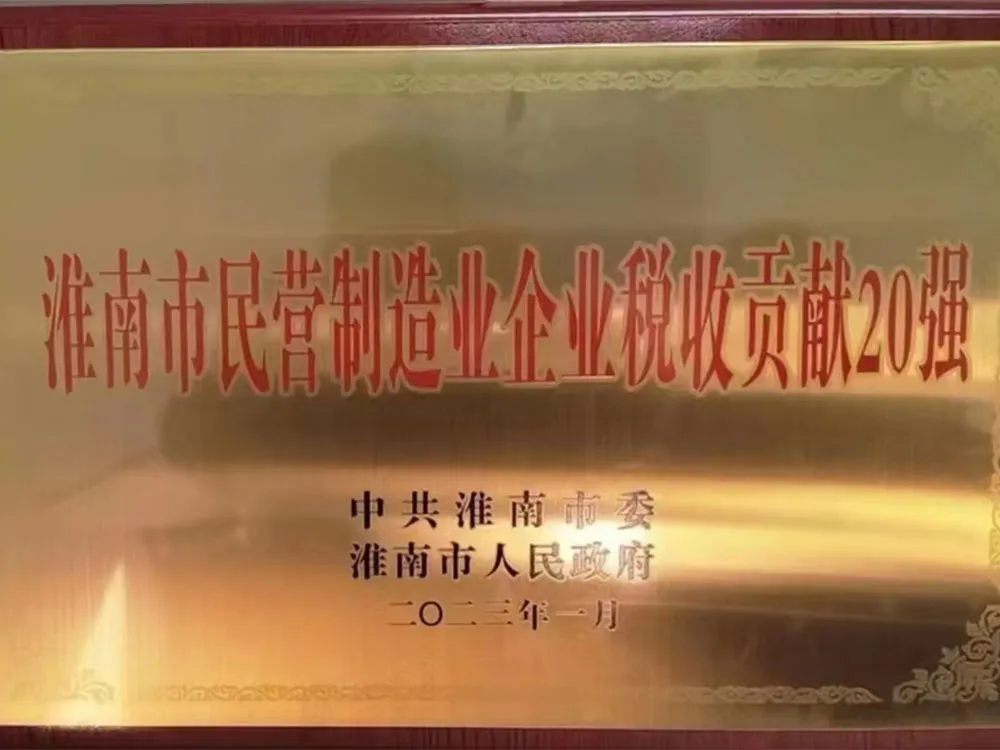 淮南市民营制造业企业税收贡献20强
中共淮南市委
淮南市人民政府
二〇二三年一月